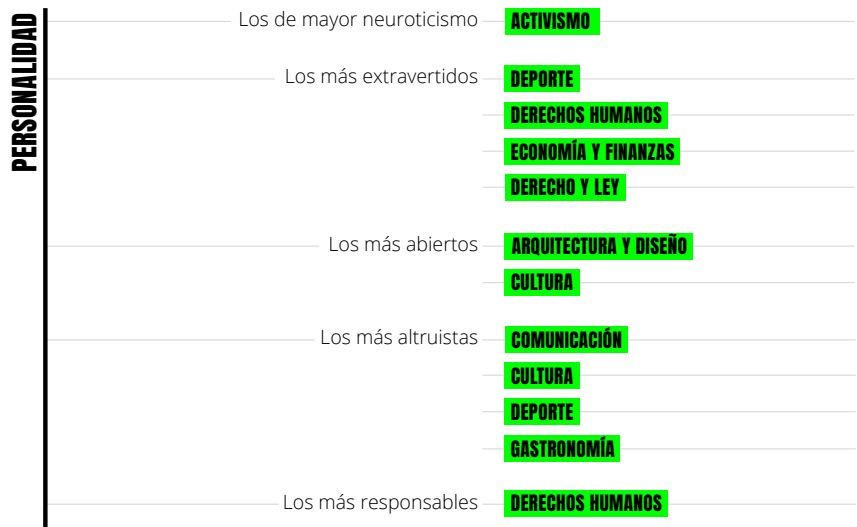 PERSONALIDAD
Los de mayor neuroticismo ACTIVISMO
Los más extravertidos DEPORTE
DERECHOS HUMANOS
ECONOMÍA Y FINANZAS
DERECHO Y LEY
Los más abiertos ARQUITECTURA Y DISEÑO
CULTURA
Los más altruistas COMUNICACIÓN
CULTURA
DEPORTE
GASTRONOMÍA
Los más responsables DERECHOS HUMANOS